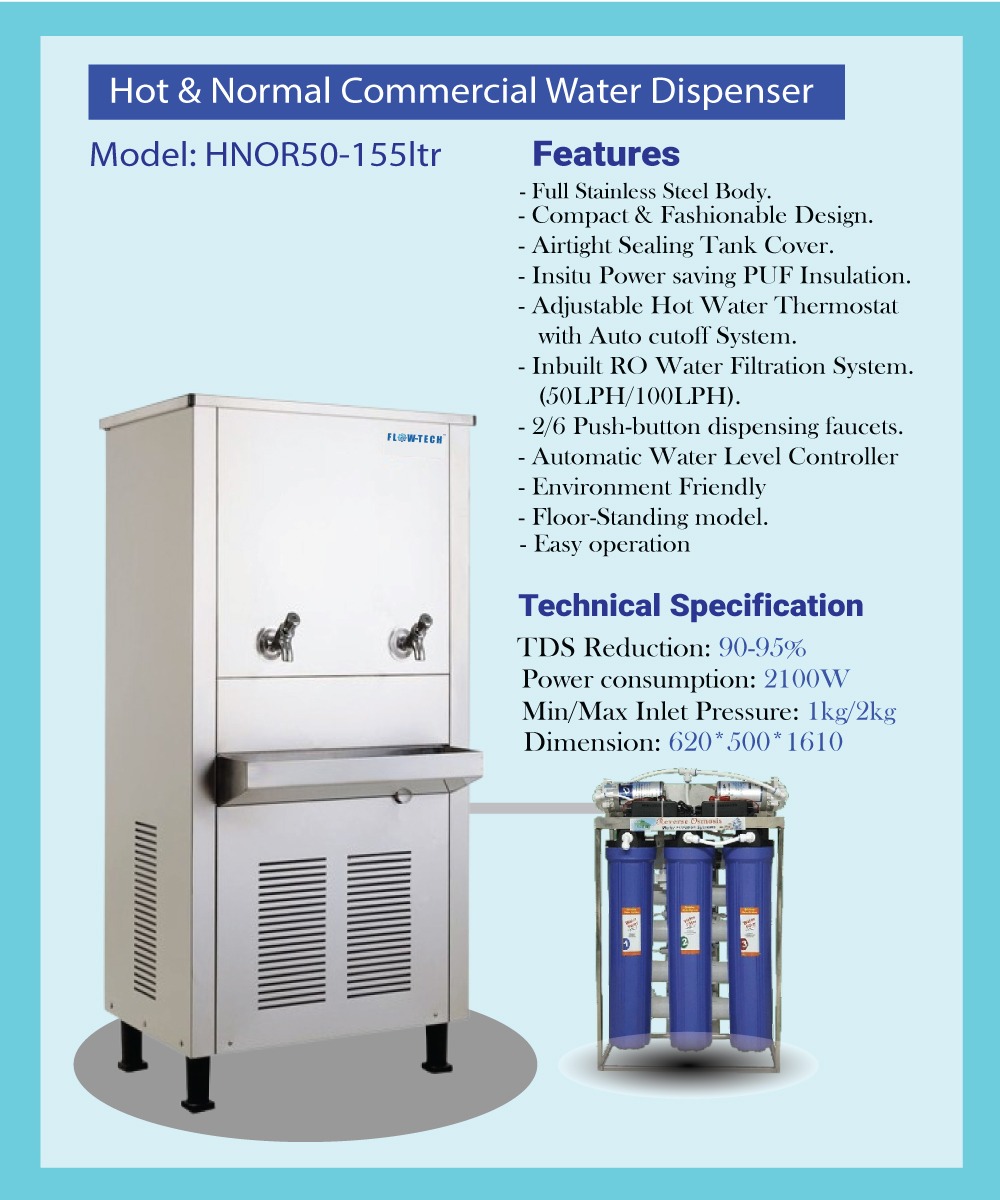 Hot & Normal Commercial Water Dispenser
Model: HNOR50-155ltr
Features
- Full Stainless Steel Body.
- Compact & Fashionable Design.
- Airtight Sealing Tank Cover.
- Insitu Power saving PUF Insulation.
- Adjustable Hot Water Thermostat
with Auto cutoff System.
- Inbuilt RO Water Filtration System.
(50LPH/100LPH).
- 2/6 Push-button dispensing faucets.
- Automatic Water Level Controller
- Environment Friendly
- Floor-Standing model.
- Easy operation
FLOW-TECH™
Technical Specification
TDS Reduction: 90-95%
Power consumption: 2100W
Min/Max Inlet Pressure: 1kg/2kg
Dimension: 620*500*1610
Reverse Osmosis
1
2
3